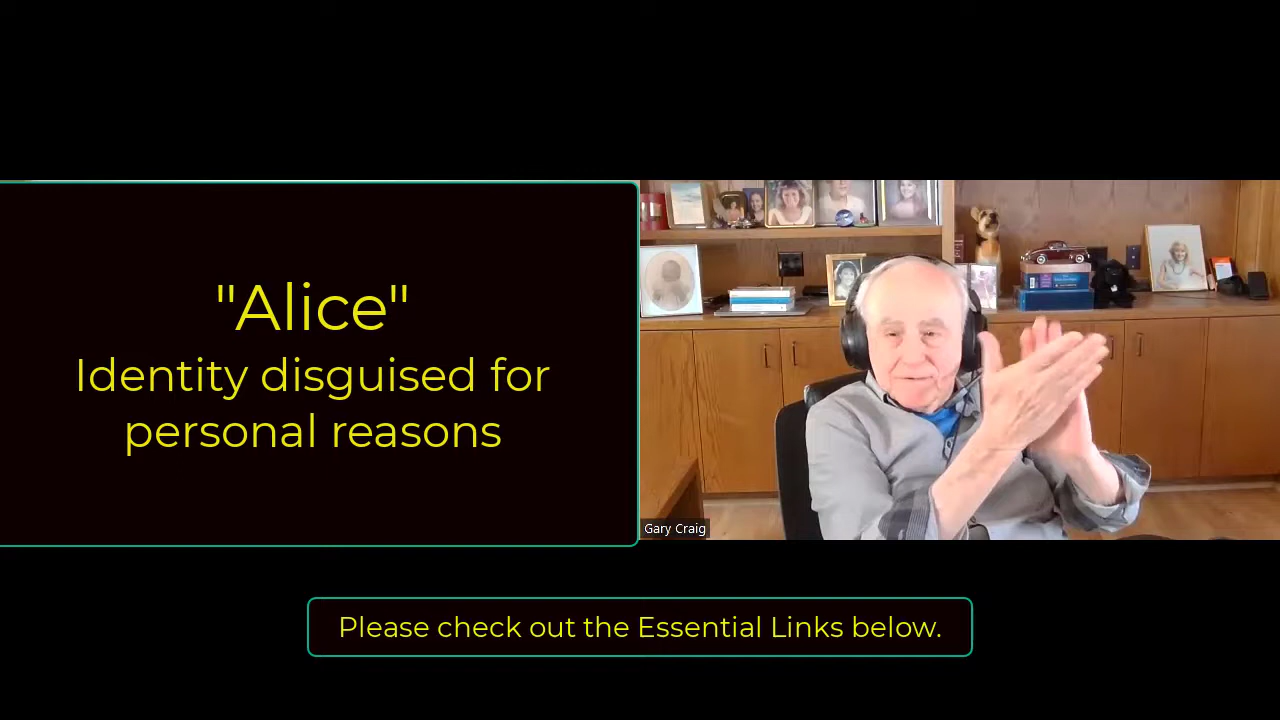 "Alice"
Identity disguised for
personal reasons
Gary Craig
Please check out the Essential Links below.